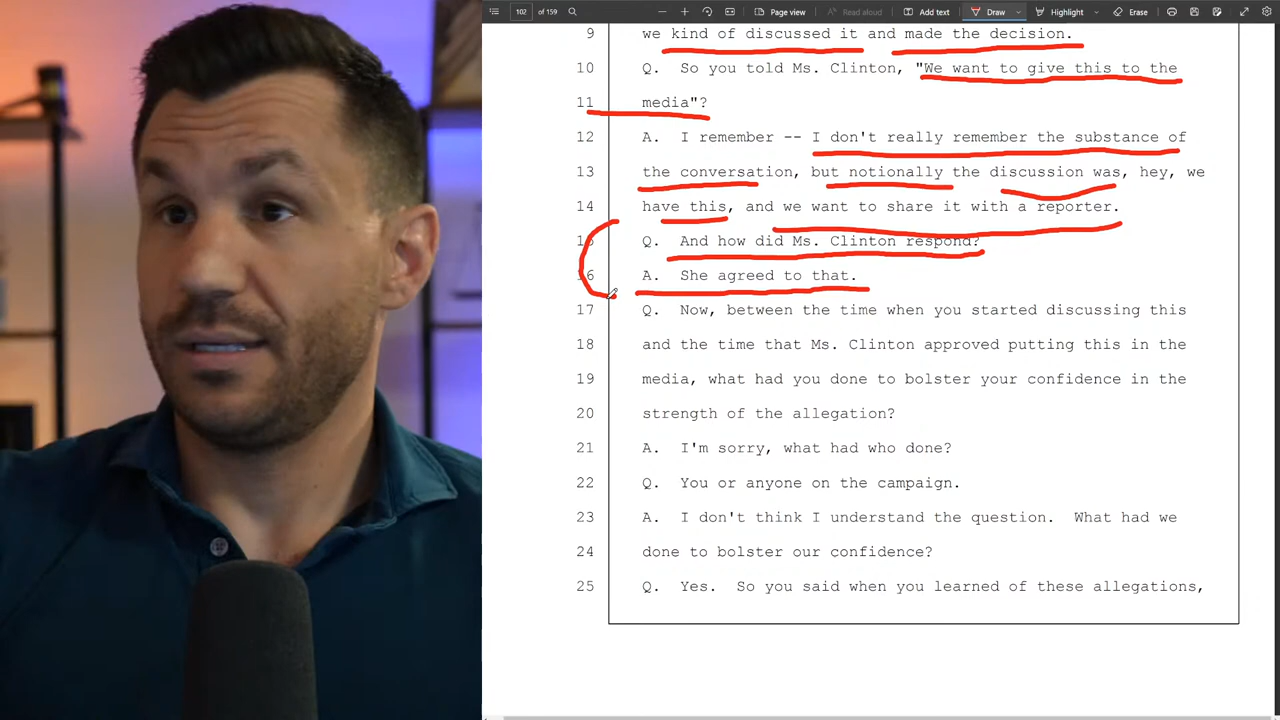 102 of 159 Page view Read aloud Add text Draw Highlight Erase
9 we kind of discussed it and made the decision.
10 Q. So you told Ms. Clinton, "We want to give this to the
11 media"?
12 A. I remember -- I don't really remember the substance of
13 the conversation, but notionally the discussion was, hey, we
14 have this, and we want to share it with a reporter.
15 Q. And how did Ms. Clinton respond?
16 A. She agreed to that.
17 Q. Now, between the time when you started discussing this
18 and the time that Ms. Clinton approved putting this in the
19 media, what had you done to bolster your confidence in the
20 strength of the allegation?
21 A. I'm sorry, what had who done?
22 Q. You or anyone on the campaign.
23 A. I don't think I understand the question. What had we
24 done to bolster our confidence?
25 Q. Yes. So you said when you learned of these allegations,